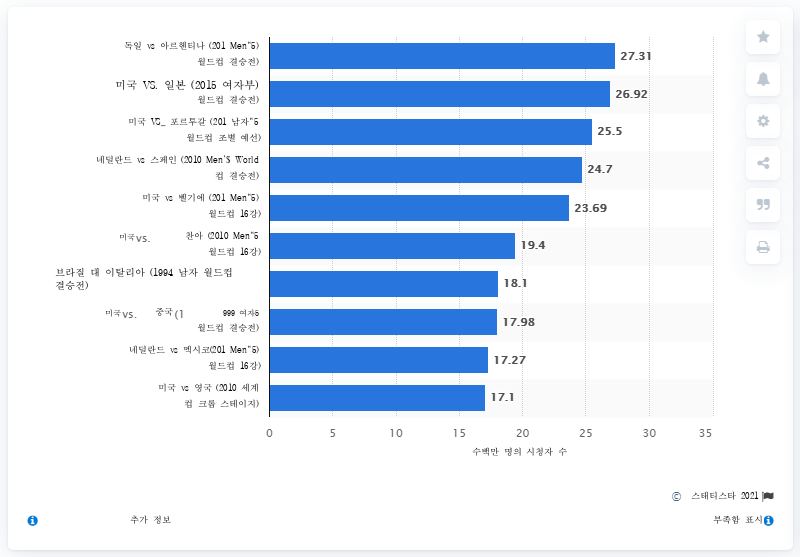 독일 vs 아르헨티나 (201 Men"5)
월드컵 결승전)
27.31
미국 VS. 일본 (2015 여자부)
월드컵 결승전)
26.92
미국 VS_ 포르투갈 (201 남자"5
월드컵 조별 예선)
25.5
네덜란드 vs 스페인 (2010 Men'S World
컵 결승전)
24.7
미국 vs 벨기에 (201 Men"5)
월드컵 16강)
23.69
미국vs. 찬아 (2010 Men"5
월드컵 16강)
19.4
브라질 대 이탈리아 (1994 남자 월드컵
결승전)
18.1
미국vs. 중국(1 999 여자5
월드컵 결승전)
17.98
네덜란드 vs 멕시코(201 Men"5)
월드컵 16강)
17.27
미국 vs 영국 (2010 세계
컵 크룹 스테이지)
17.1
0 5 10 15 20 25 30 35
수백만 명의 시청자 수
© 스태티스타 2021
추가 정보
부족함 표시